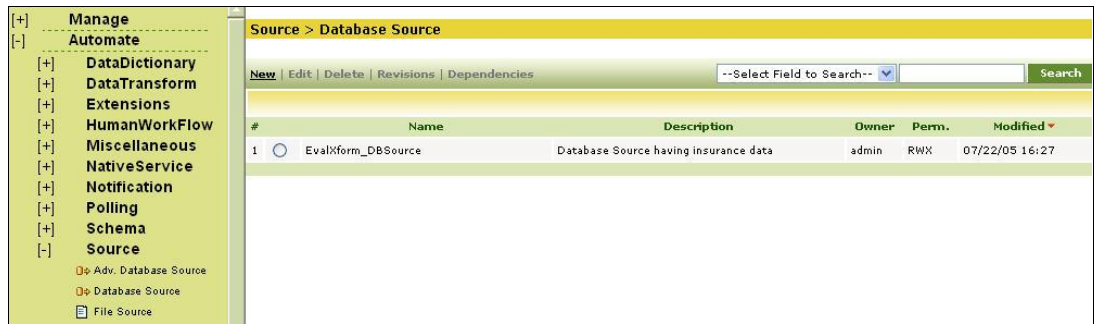 [+] Manage
[-] Automate
[+] DataDictionary
[+] DataTransform
[+] Extensions
[+] HumanWorkFlow
[+] Miscellaneous
[+] NativeService
[+] Notification
[+] Polling
[+] Schema
[-] Source
Adv. Database Source
Database Source
File Source
Source > Database Source
New | Edit | Delete | Revisions | Dependencies --Select Field to Search-- Search
# Name Description Owner Perm. Modified
1 EvalXform_DBSource Database Source having insurance data admin RWX 07/22/05 16:27